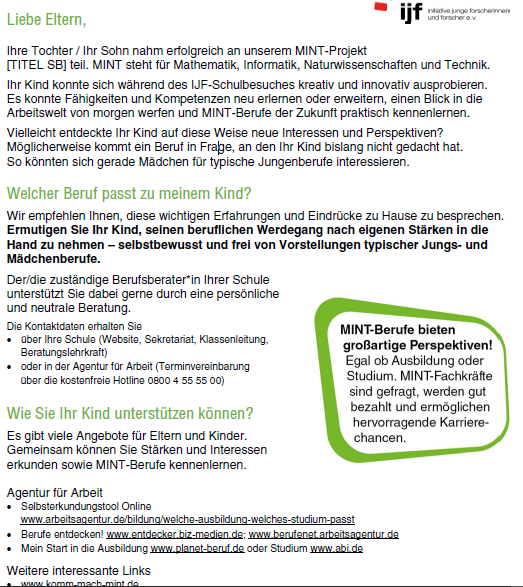 ijf initiative junge forscherinnen
und forscher e.v.
Liebe Eltern,
Ihre Tochter / Ihr Sohn nahm erfolgreich an unserem MINT-Projekt
[TITEL SB] teil. MINT steht für Mathematik, Informatik, Naturwissenschaften und Technik.
Ihr Kind konnte sich während des IJF-Schulbesuches kreativ und innovativ ausprobieren.
Es konnte Fähigkeiten und Kompetenzen neu erlernen oder erweitern, einen Blick in die
Arbeitswelt von morgen werfen und MINT-Berufe der Zukunft praktisch kennenlernen.
Vielleicht entdeckte Ihr Kind auf diese Weise neue Interessen und Perspektiven?
Möglicherweise kommt ein Beruf in Frage, an den Ihr Kind bislang nicht gedacht hat.
So könnten sich gerade Mädchen für typische Jungenberufe interessieren.
Welcher Beruf passt zu meinem Kind?
Wir empfehlen Ihnen, diese wichtigen Erfahrungen und Eindrücke zu Hause zu besprechen.
Ermutigen Sie Ihr Kind, seinen beruflichen Werdegang nach eigenen Stärken in die
Hand zu nehmen – selbstbewusst und frei von Vorstellungen typischer Jungs- und
Mädchenberufe.
Der/die zuständige Berufsberater*in Ihrer Schule
unterstützt Sie dabei gerne durch eine persönliche
und neutrale Beratung.
Die Kontaktdaten erhalten Sie
• über Ihre Schule (Website, Sekretariat, Klassenleitung,
Beratungslehrkraft)
• oder in der Agentur für Arbeit (Terminvereinbarung
über die kostenfreie Hotline 0800 4 55 55 00)
MINT-Berufe bieten
großartige Perspektiven!
Egal ob Ausbildung oder
Studium. MINT-Fachkräfte
sind gefragt, werden gut
bezahlt und ermöglichen
hervorragende Karriere-
chancen.
Wie Sie Ihr Kind unterstützen können?
Es gibt viele Angebote für Eltern und Kinder.
Gemeinsam können Sie Stärken und Interessen
erkunden sowie MINT-Berufe kennenlernen.
Agentur für Arbeit
• Selbsterkundungstool Online
www.arbeitsagentur.de/bildung/welche-ausbildung-welches-studium-passt
• Berufe entdecken! www.entdecker.biz-medien.de; www.berufenet.arbeitsagentur.de
• Mein Start in die Ausbildung www.planet-beruf.de oder Studium www.abi.de
Weitere interessante Links
• www.komm-mach-mint.de